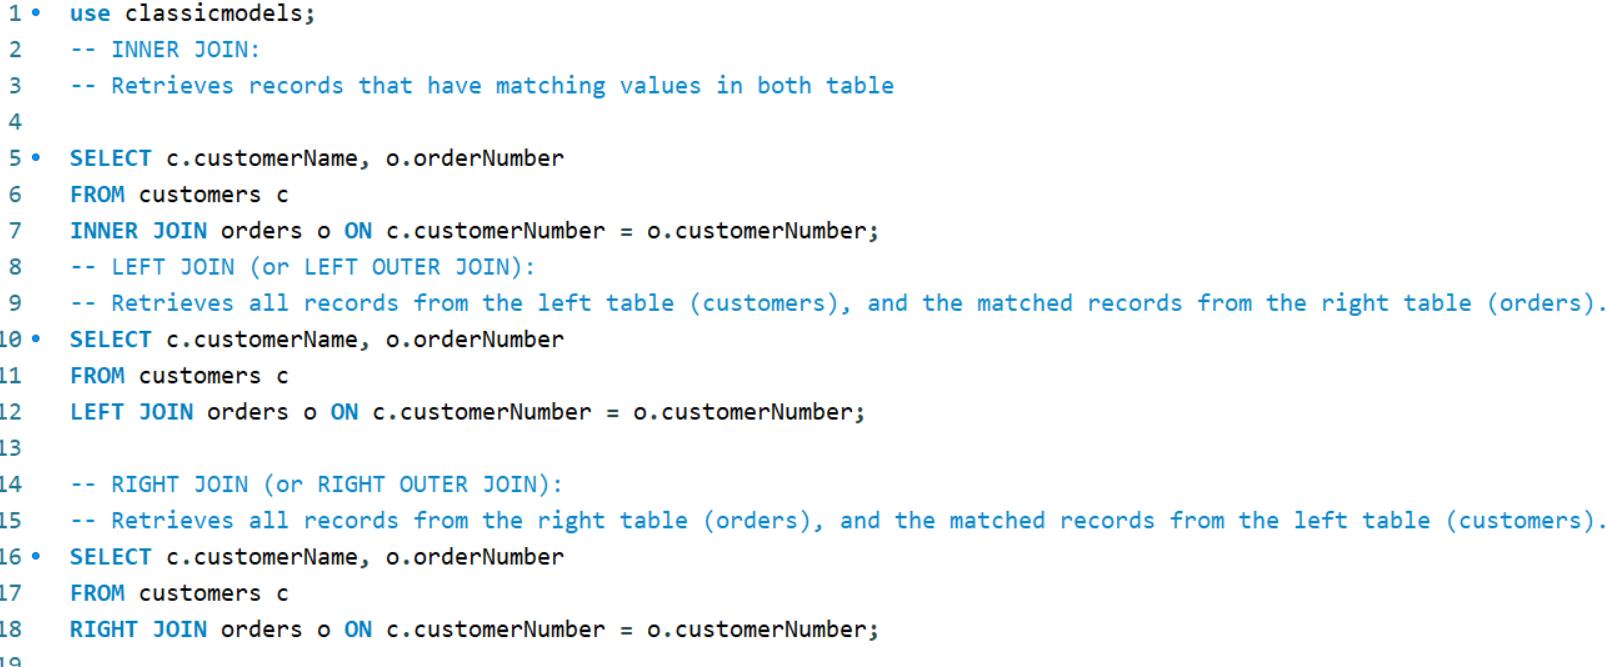 1 use classicmodels;
2 -- INNER JOIN:
3 -- Retrieves records that have matching values in both table
4
5 SELECT c.customerName, o.orderNumber
6 FROM customers c
7 INNER JOIN orders o ON c.customerNumber = o.customerNumber;
8 -- LEFT JOIN (or LEFT OUTER JOIN):
9 -- Retrieves all records from the left table (customers), and the matched records from the right table (orders).
10 SELECT c.customerName, o.orderNumber
11 FROM customers c
12 LEFT JOIN orders o ON c.customerNumber = o.customerNumber;
13
14 -- RIGHT JOIN (or RIGHT OUTER JOIN):
15 -- Retrieves all records from the right table (orders), and the matched records from the left table (customers).
16 SELECT c.customerName, o.orderNumber
17 FROM customers c
18 RIGHT JOIN orders o ON c.customerNumber = o.customerNumber;
19